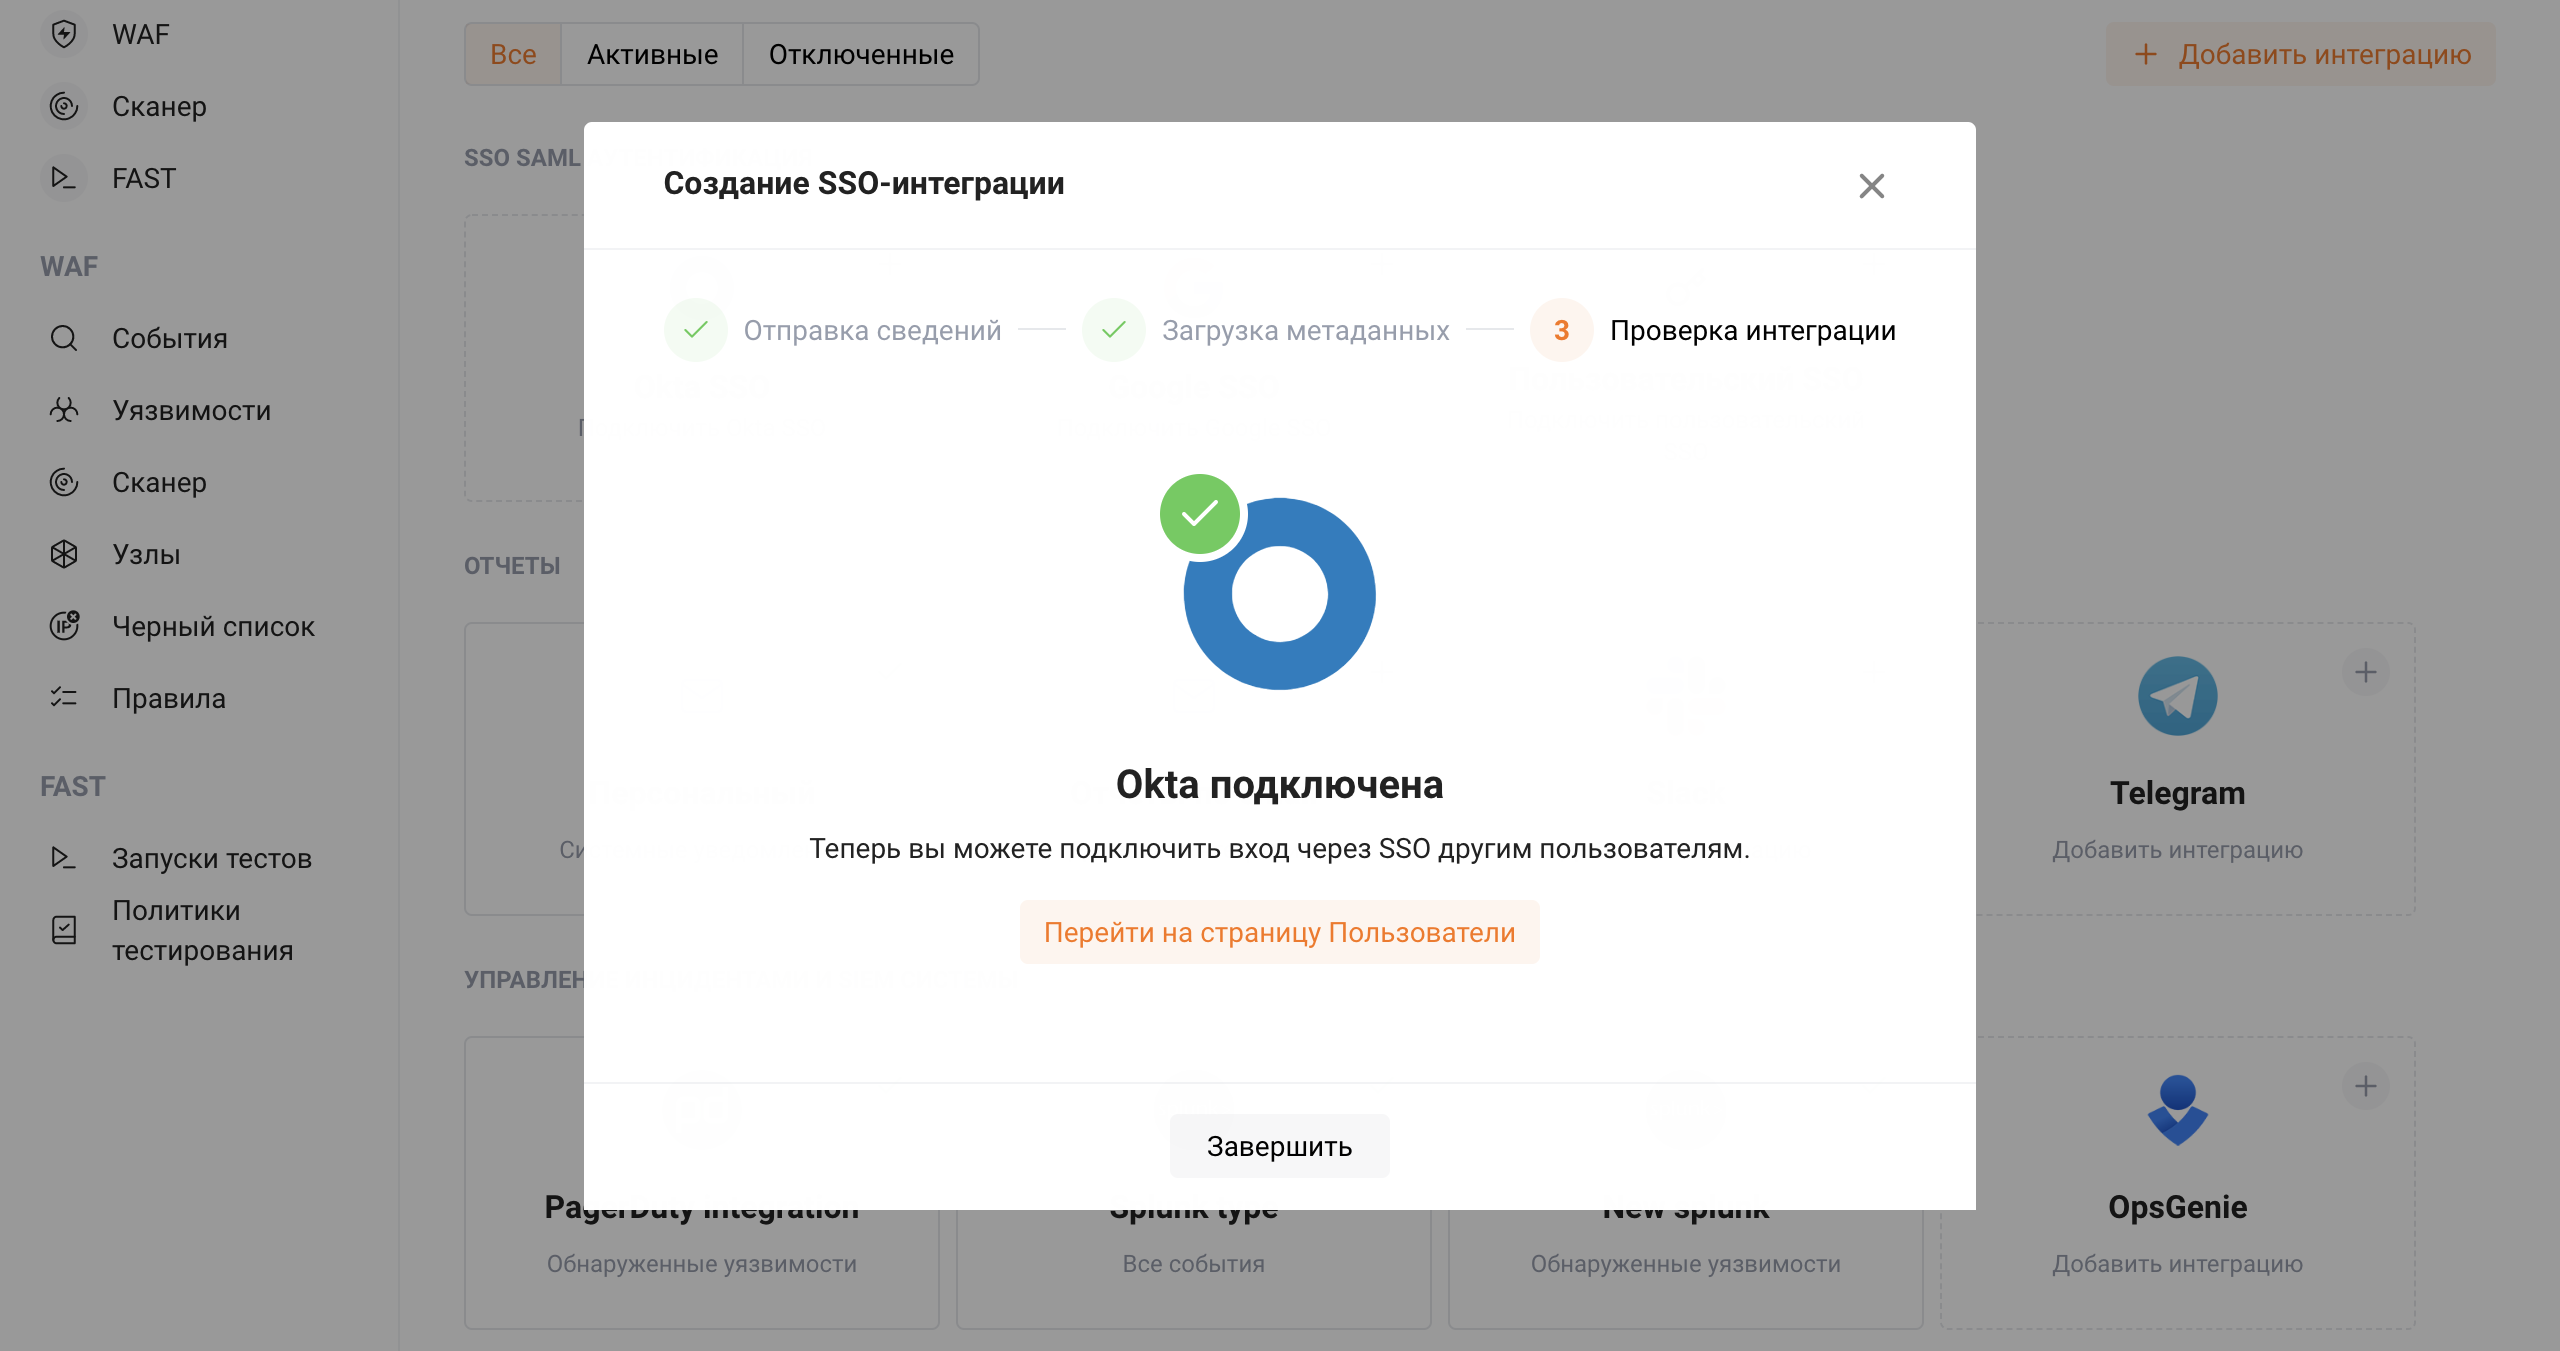 WAF
Сканер
FAST
WAF
События
Уязвимости
Сканер
Узлы
Черный список
Правила
FAST
Запуски тестов
Политики
тестирования
Все
Активные
Отключенные
Добавить интеграцию
SSO SAML
Создание SSO-интеграции
Отправка сведений
Загрузка метаданных
3
Проверка интеграции
Okta подключена
Теперь вы можете подключить вход через SSO другим пользователям.
Перейти на страницу Пользователи
Завершить
ОТЧЕТЫ
Telegram
Добавить интеграцию
PagerDuty integration
Обнаруженные уязвимости
Splunk type
Все события
New splunk
Обнаруженные уязвимости
OpsGenie
Добавить интеграцию